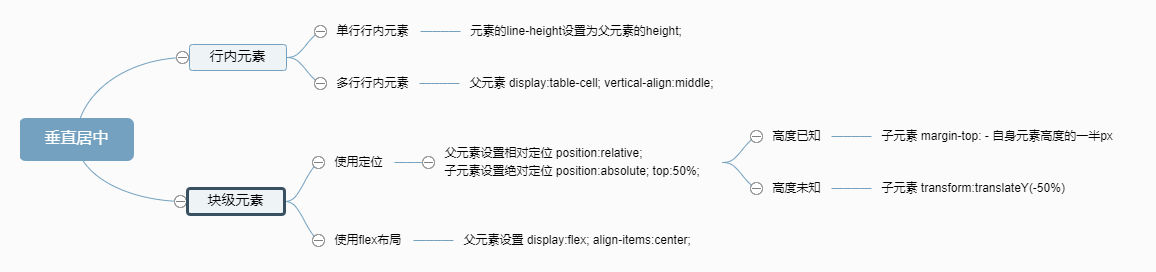 垂直居中
行内元素
单行行内元素
元素的line-height设置为父元素的height;
多行行内元素
父元素 display:table-cell; vertical-align:middle;
块级元素
使用定位
父元素设置相对定位 position:relative;
子元素设置绝对定位 position:absolute; top:50%;
高度已知
子元素 margin-top: - 自身元素高度的一半px
高度未知
子元素 transform:translateY(-50%)
使用flex布局
父元素设置 display:flex; align-items:center;